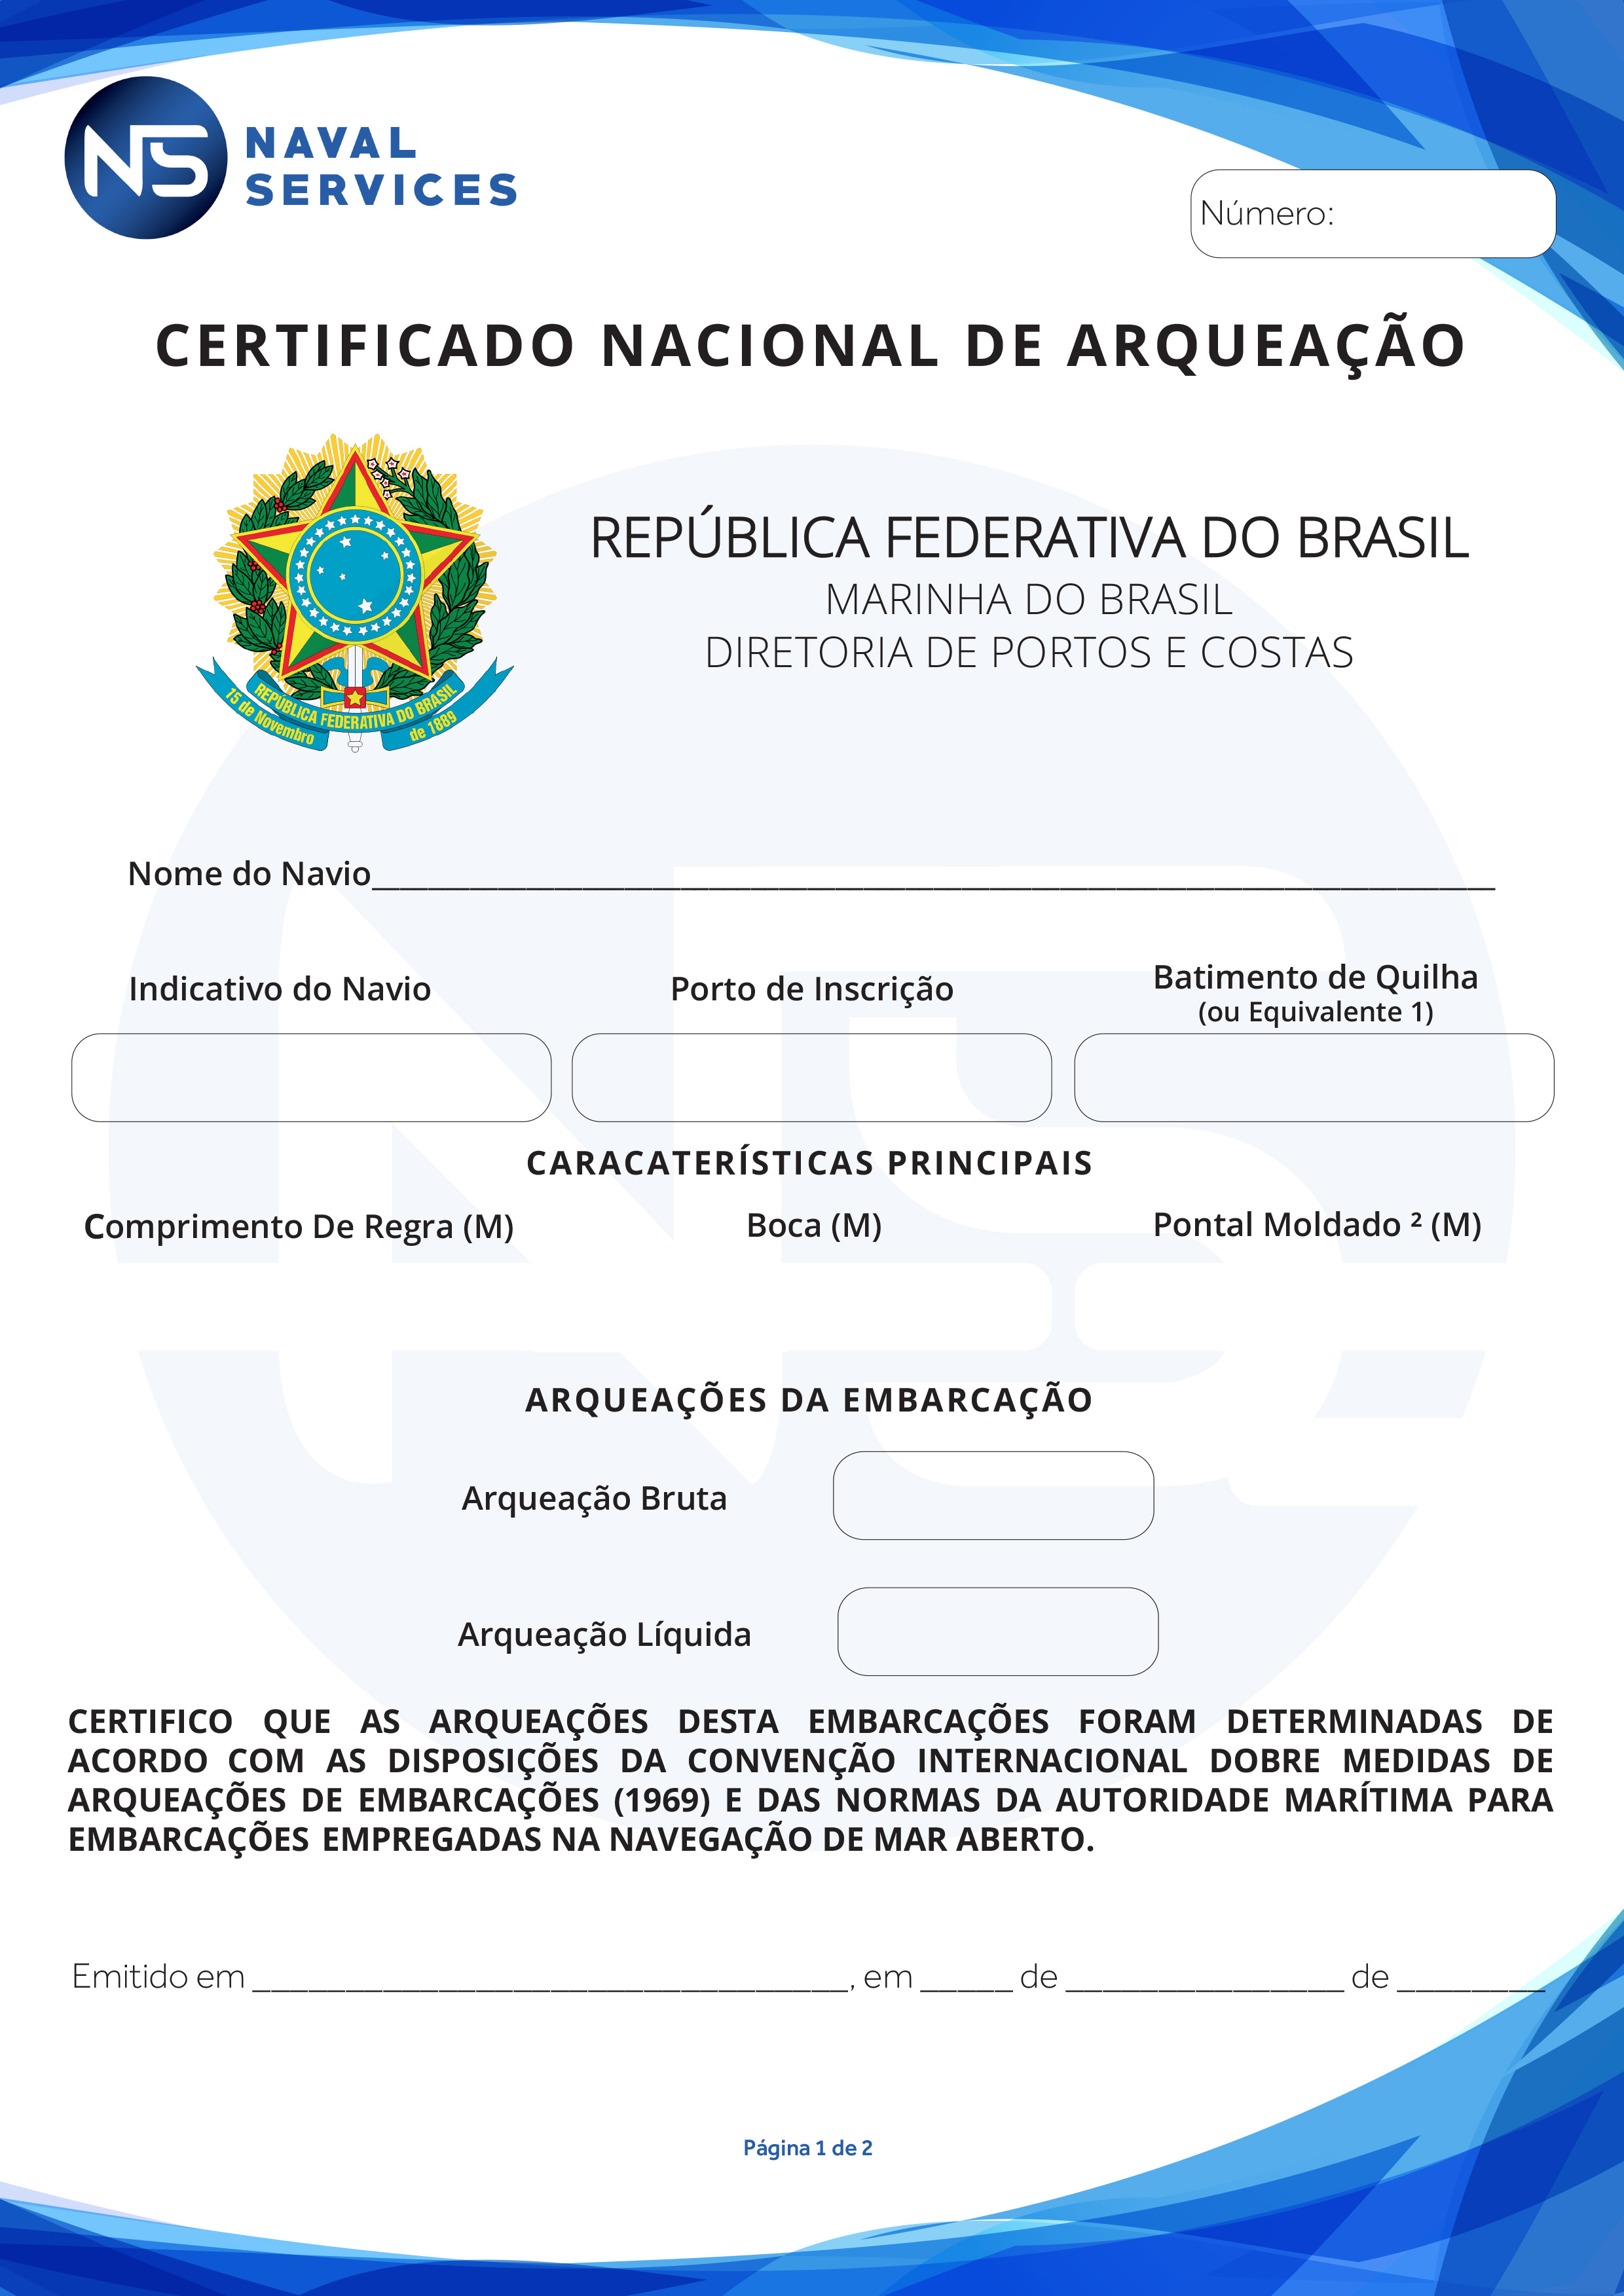 NS NAVAL
SERVICES
Número:
CERTIFICADO NACIONAL DE ARQUEAÇÃO
REPÚBLICA FEDERATIVA DO BRASIL
15 de Novembro
de 1889
REPÚBLICA FEDERATIVA DO BRASIL
MARINHA DO BRASIL
DIRETORIA DE PORTOS E COSTAS
Nome do Navio
Indicativo do Navio
Porto de Inscrição
Batimento de Quilha
(ou Equivalente 1)
CARACATERÍSTICAS PRINCIPAIS
Comprimento De Regra (M)
Boca (M)
Pontal Moldado ² (M)
ARQUEAÇÕES DA EMBARCAÇÃO
Arqueação Bruta
Arqueação Líquida
CERTIFICO QUE AS ARQUEAÇÕES DESTA EMBARCAÇÕES FORAM DETERMINADAS DE
ACORDO COM AS DISPOSIÇÕES DA CONVENÇÃO INTERNACIONAL DOBRE MEDIDAS DE
ARQUEAÇÕES DE EMBARCAÇÕES (1969) E DAS NORMAS DA AUTORIDADE MARÍTIMA PARA
EMBARCAÇÕES EMPREGADAS NA NAVEGAÇÃO DE MAR ABERTO.
Emitido em ________________________________, em _____ de _______________ de ________
Página 1 de 2